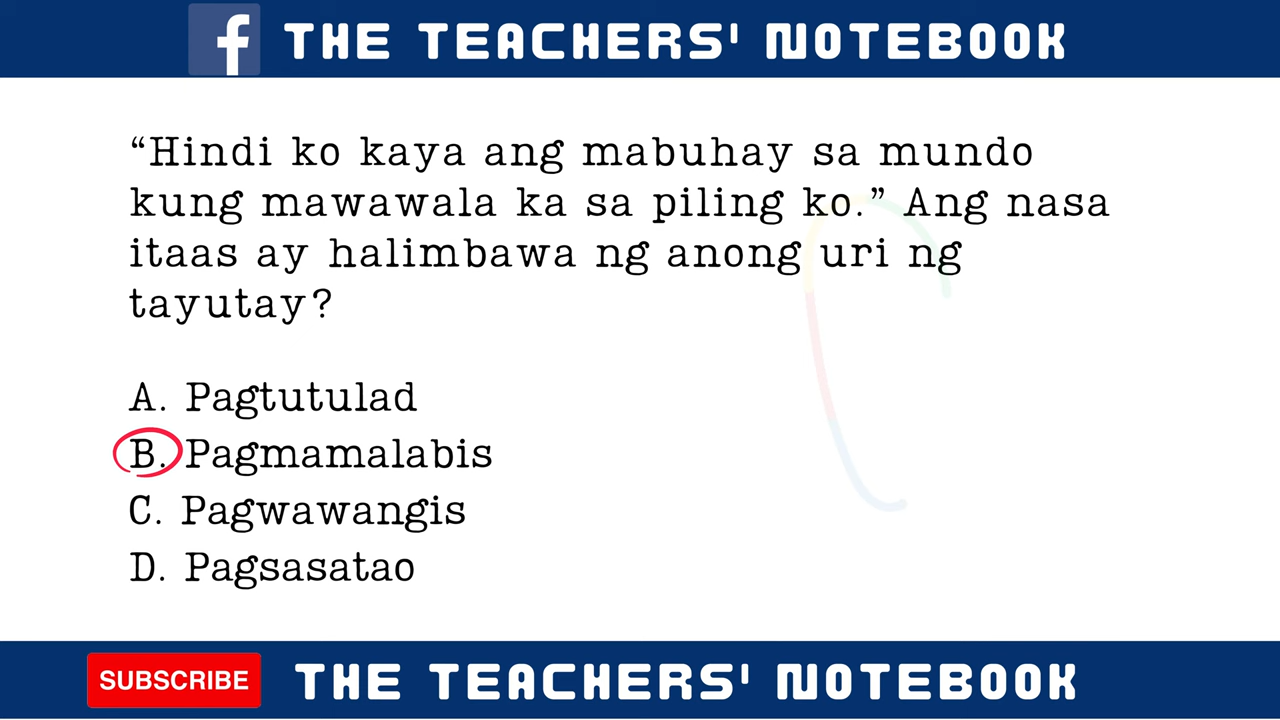 f THE TEACHERS' NOTEBOOK
“Hindi ko kaya ang mabuhay sa mundo
kung mawawala ka sa piling ko.” Ang nasa
itaas ay halimbawa ng anong uri ng
tayutay?
A. Pagtutulad
B. Pagmamalabis
C. Pagwawangis
D. Pagsasatao
SUBSCRIBE THE TEACHERS' NOTEBOOK